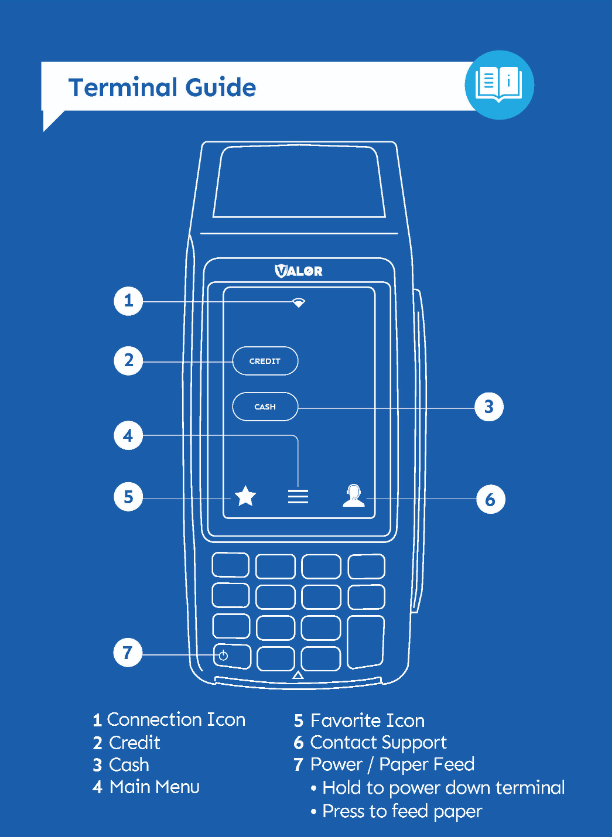 Terminal Guide
i
VALOR
1
2
CREDIT
CASH
3
4
5
6
7
1 Connection Icon
2 Credit
3 Cash
4 Main Menu
5 Favorite Icon
6 Contact Support
7 Power / Paper Feed
• Hold to power down terminal
• Press to feed paper